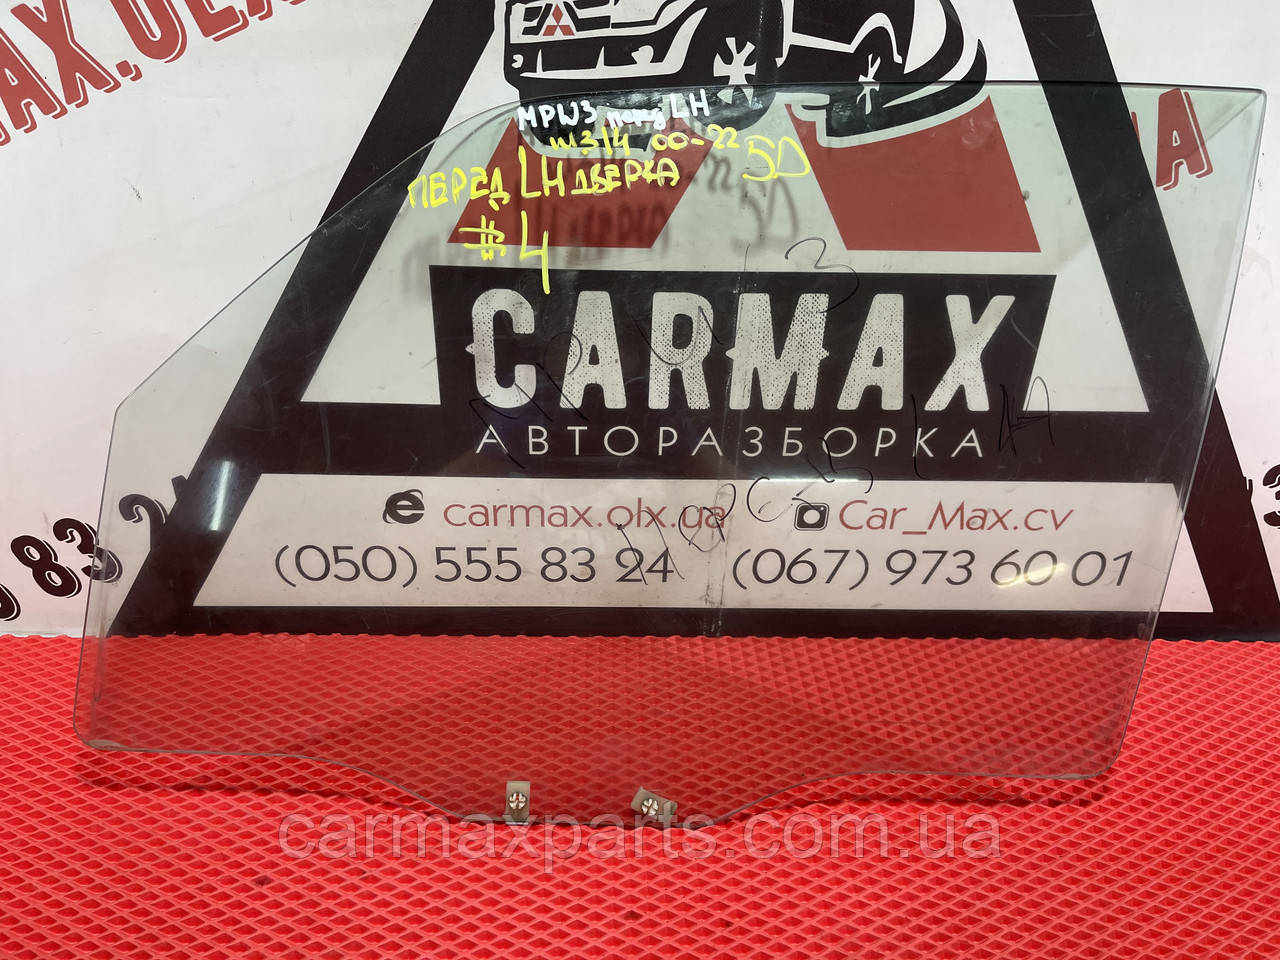 MPW3 перед LH
W3/4 00-22 5D
ПЕРЕД LH ДВЕРКА
#4
CARMAX
АВТОРАЗБОРКА
carmax.olx.ua Car_Max.cv
(050) 555 83 24 (067) 973 60 01
carmaxparts.com.ua